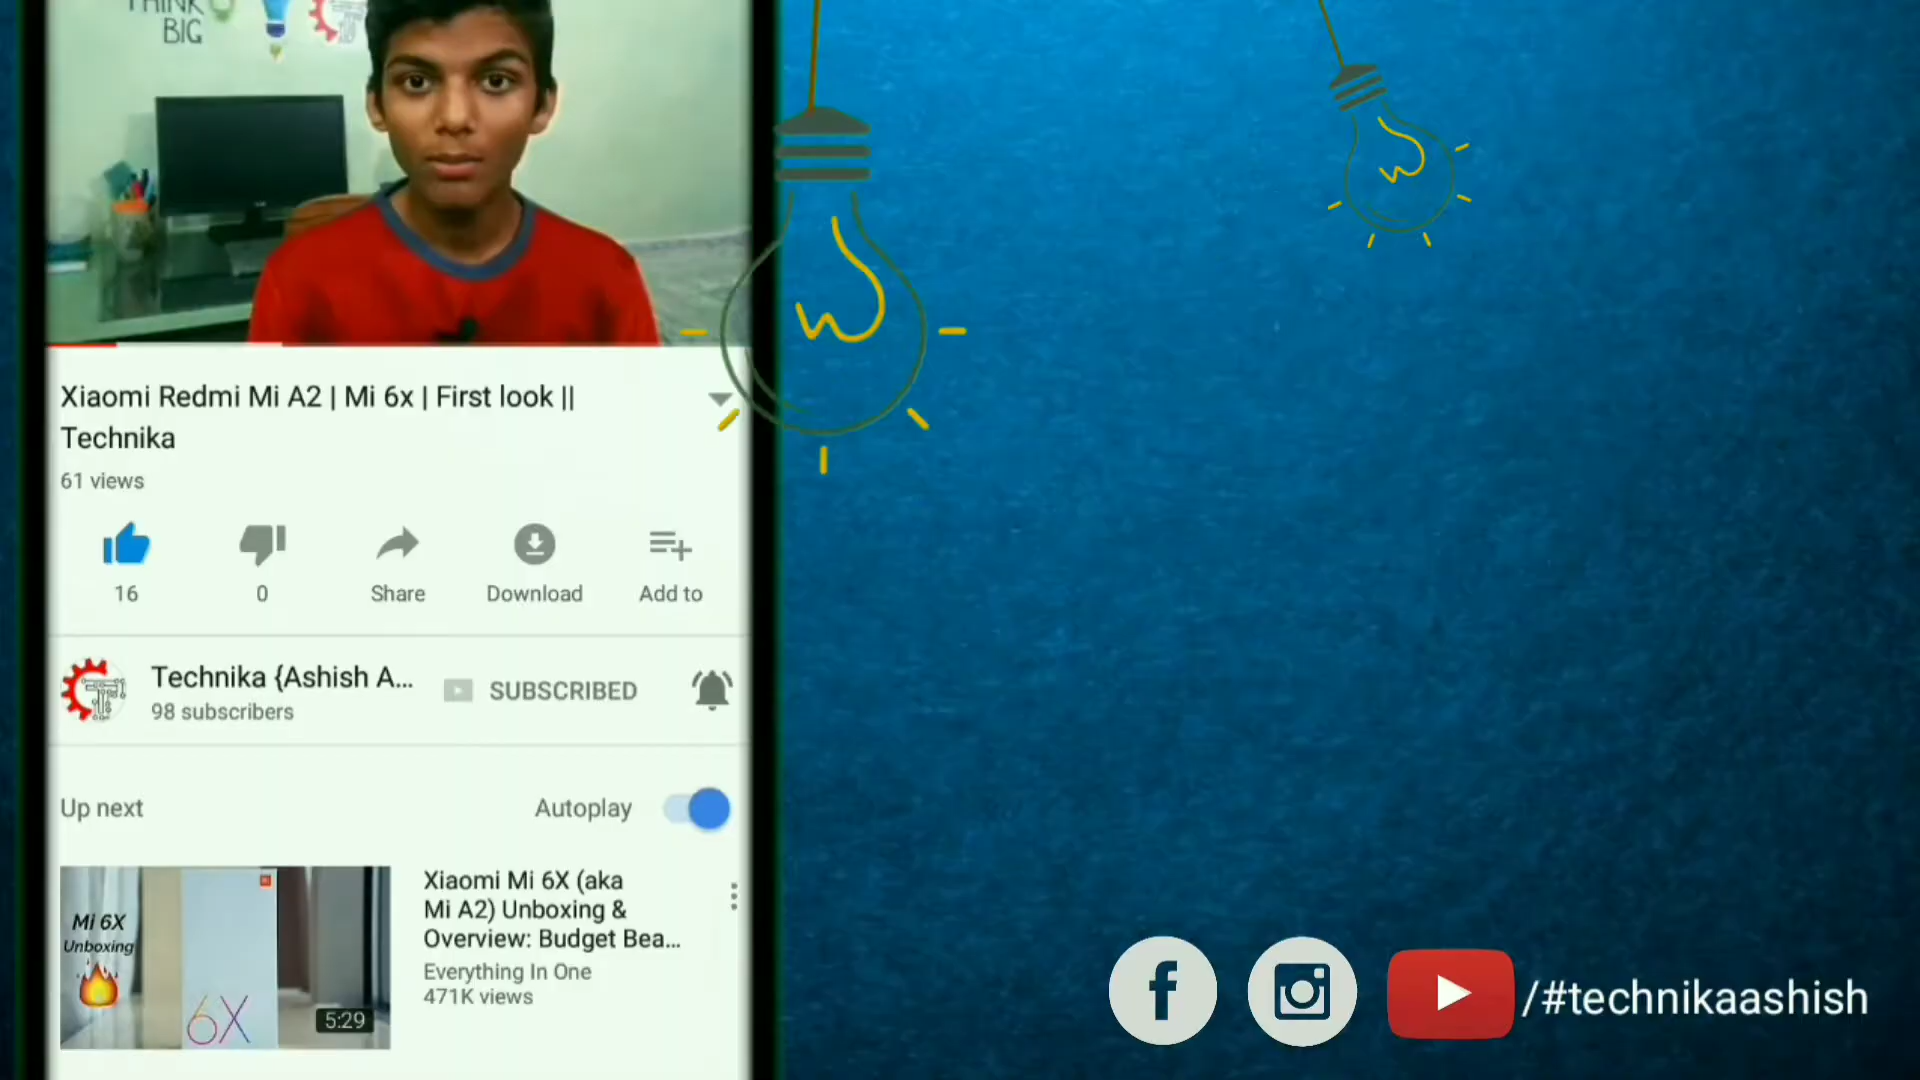 THINK
BIG
Xiaomi Redmi Mi A2 | Mi 6x | First look ||
Technika
61 views
16
0
Share
Download
Add to
Technika {Ashish A...
98 subscribers
SUBSCRIBED
Up next
Autoplay
Mi 6X
Unboxing
6X
5:29
Xiaomi Mi 6X (aka
Mi A2) Unboxing &
Overview: Budget Bea...
Everything In One
471K views
/#technikaashish